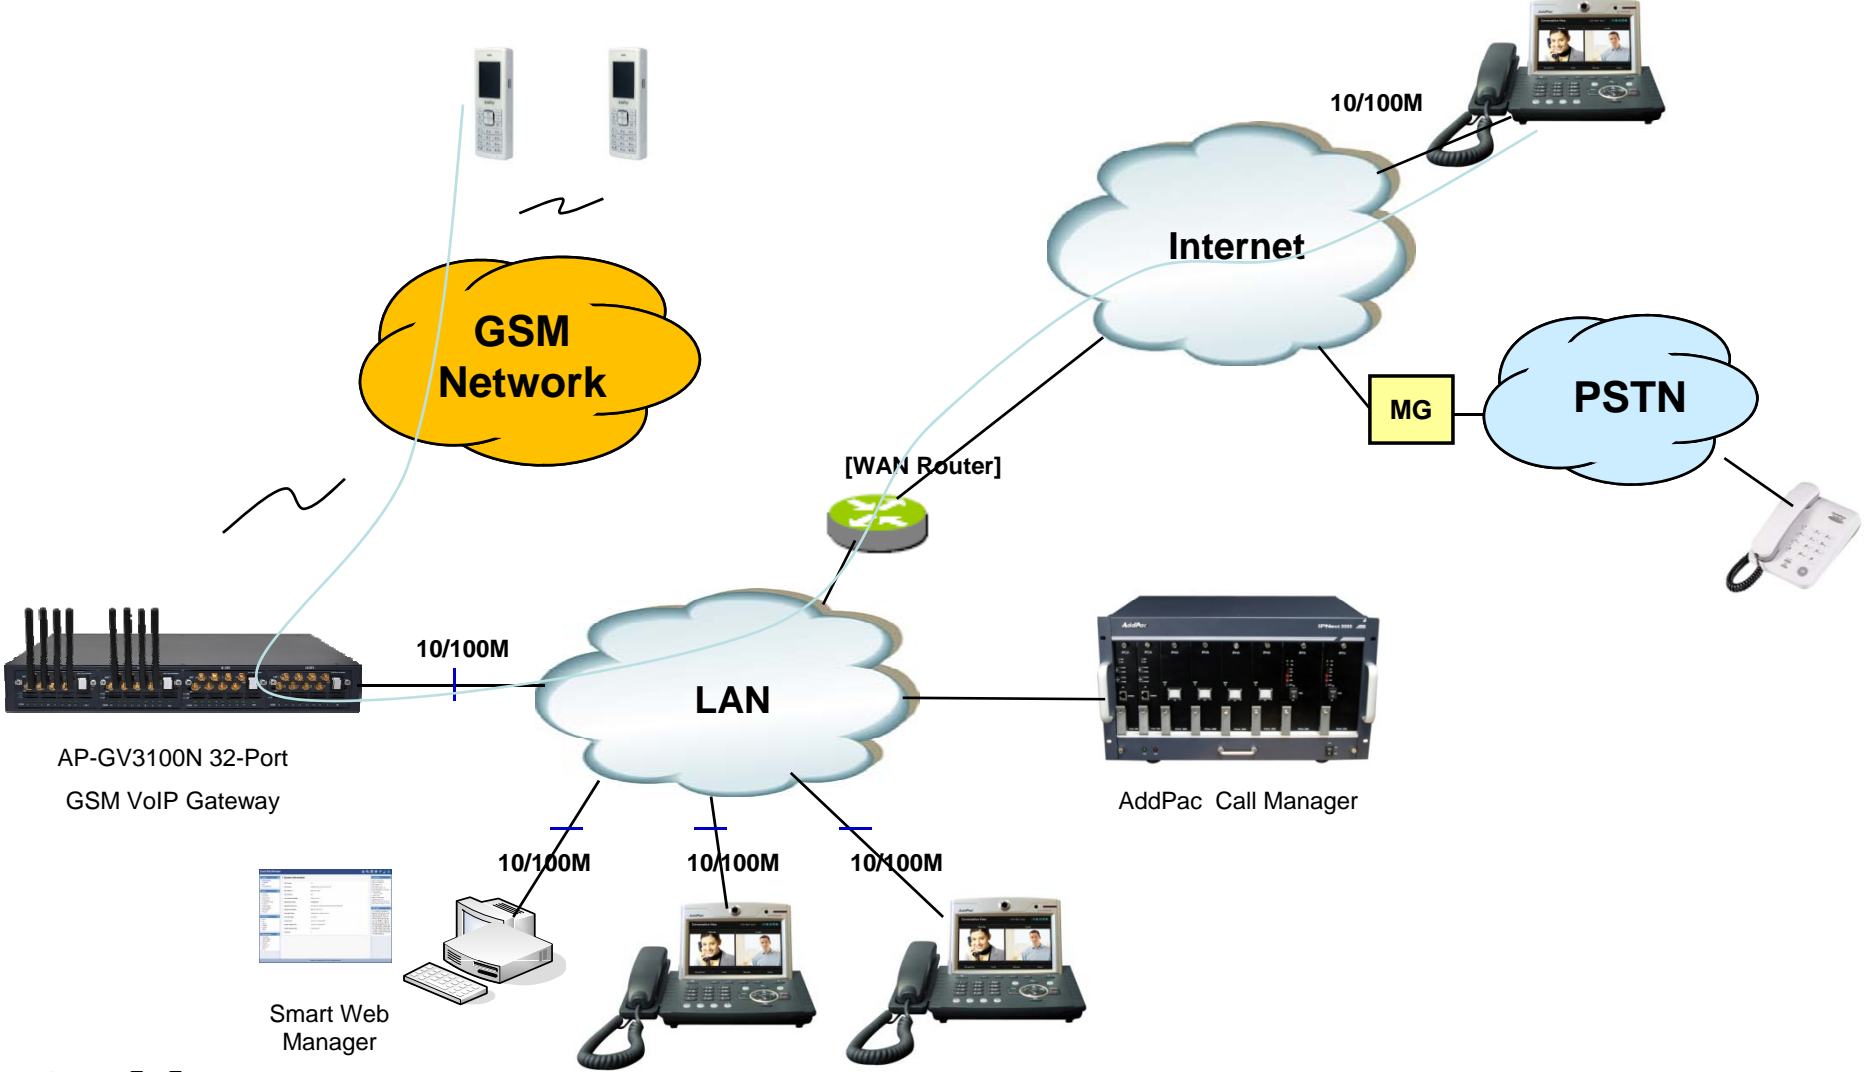 10/100M
Internet
GSM
Network
MG
PSTN
[WAN Router]
10/100M
LAN
AddPac
AP-GV3100N 32-Port
GSM VoIP Gateway
AddPac Call Manager
10/100M
10/100M
10/100M
Smart Web
Manager